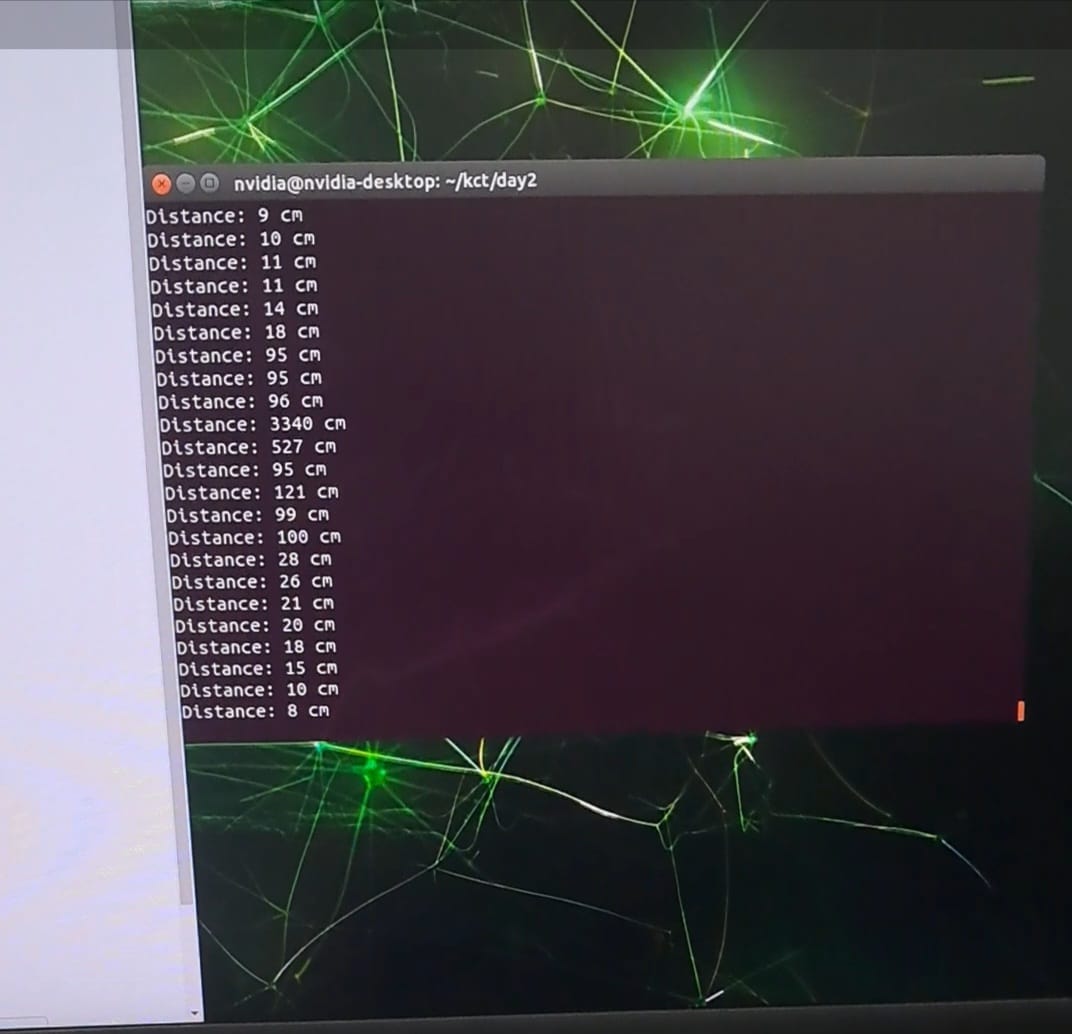 nvidia@nvidia-desktop: ~/kct/day2
Distance: 9 cm
Distance: 10 cm
Distance: 11 cm
Distance: 11 cm
Distance: 14 cm
Distance: 18 cm
Distance: 95 cm
Distance: 95 cm
Distance: 96 cm
Distance: 3340 cm
Distance: 527 cm
Distance: 95 cm
Distance: 121 cm
Distance: 99 cm
Distance: 100 cm
Distance: 28 cm
Distance: 26 cm
Distance: 21 cm
Distance: 20 cm
Distance: 18 cm
Distance: 15 cm
Distance: 10 cm
Distance: 8 cm